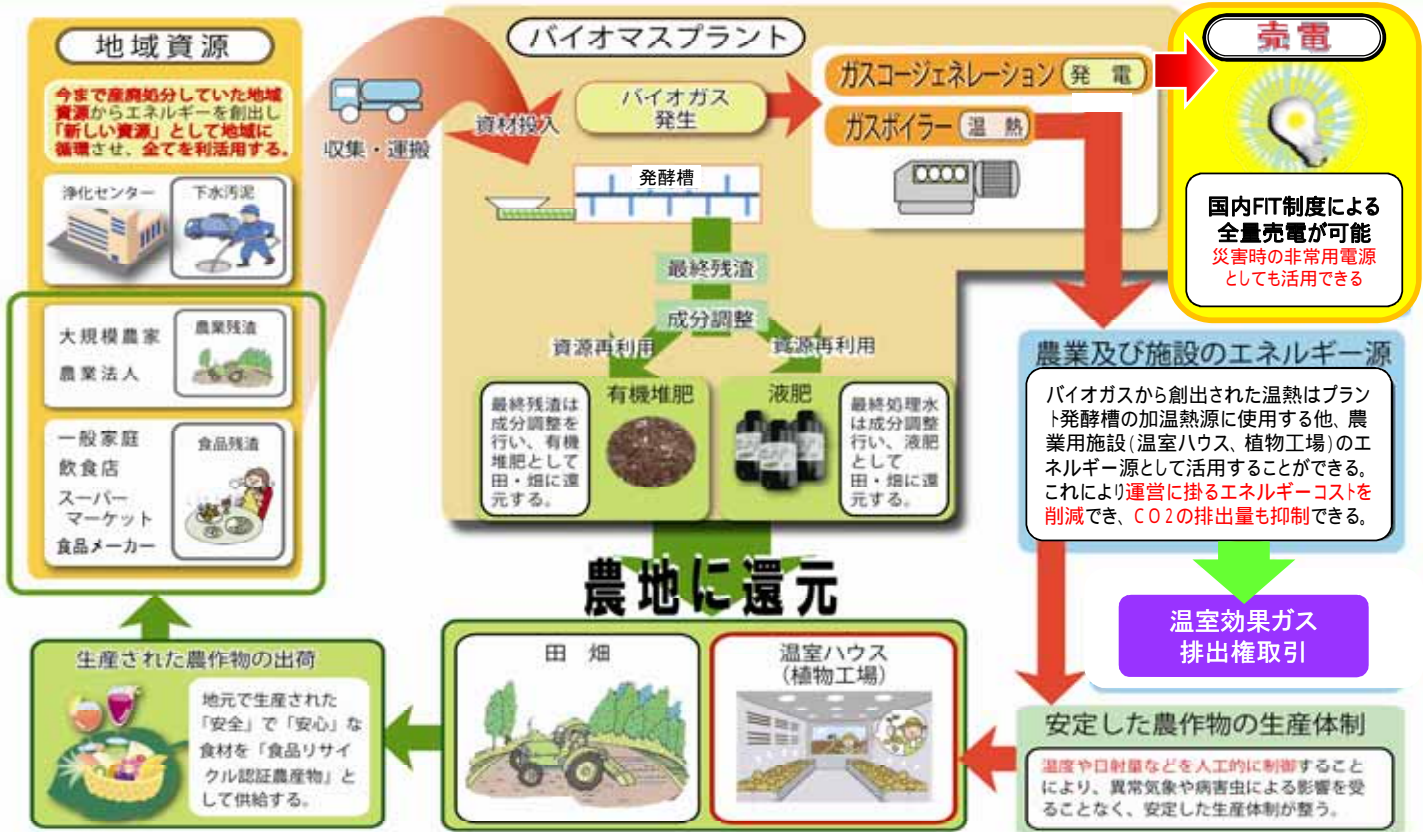 地域資源
今まで産廃処分していた地域
資源からエネルギーを創出し
「新しい資源」として地域に
循環させ、全てを利活用する。
浄化センター
下水汚泥
大規模農家
農業法人
農業残渣
一般家庭
飲食店
スーパー
マーケット
食品メーカー
食品残渣
収集・運搬
資材投入
バイオマスプラント
バイオガス
発生
発酵槽
ガスコージェネレーション
発電
ガスボイラー
温熱
最終残渣
成分調整
資源再利用
資源再利用
最終残渣は
成分調整を
行い、有機
堆肥として
田・畑に還
元する。
有機堆肥
液肥
最終処理水
は成分調整
行い、液肥
として
田・畑に還
元する。
売電
国内FIT制度による
全量売電が可能
災害時の非常用電源
としても活用できる
農業及び施設のエネルギー源
バイオガスから創出された温熱はプラン
ト発酵槽の加温熱源に使用する他、農
業用施設(温室ハウス、植物工場)のエ
ネルギー源として活用することができる。
これにより運営に掛るエネルギーコストを
削減でき、CO2の排出量も抑制できる。
温室効果ガス
排出権取引
安定した農作物の生産体制
温度や日射量などを人工的に制御すること
により、異常気象や病害虫による影響を受
ることなく、安定した生産体制が整う。
農地に還元
田畑
温室ハウス
(植物工場)
生産された農作物の出荷
地元で生産された
「安全」で「安心」な
食材を「食品リサイ
クル認証農産物」と
して供給する。